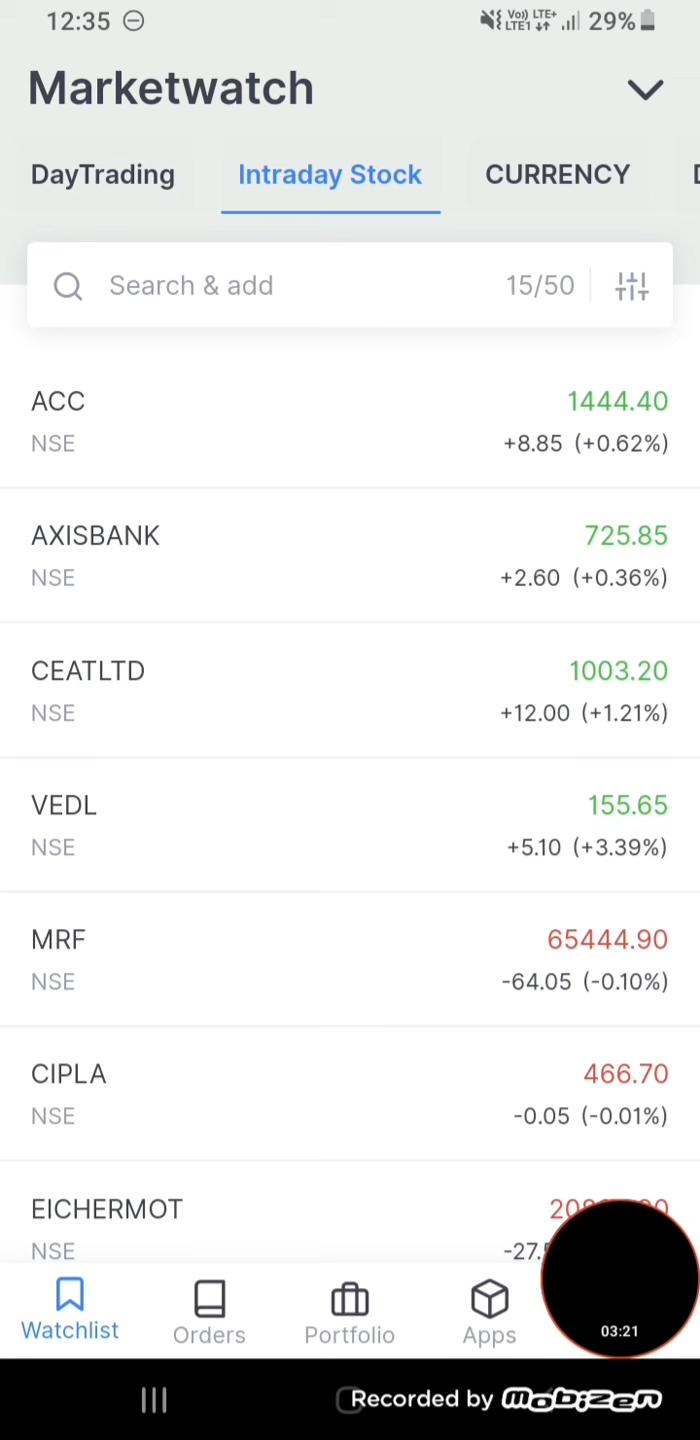 12:35 Vo)) LTE+ LTE1 29%
Marketwatch
DayTrading Intraday Stock CURRENCY
Search & add 15/50
ACC 1444.40
NSE +8.85 (+0.62%)
AXISBANK 725.85
NSE +2.60 (+0.36%)
CEATLTD 1003.20
NSE +12.00 (+1.21%)
VEDL 155.65
NSE +5.10 (+3.39%)
MRF 65444.90
NSE -64.05 (-0.10%)
CIPLA 466.70
NSE -0.05 (-0.01%)
EICHERMOT
NSE
Watchlist Orders Portfolio Apps 03:21
Recorded by mobizen